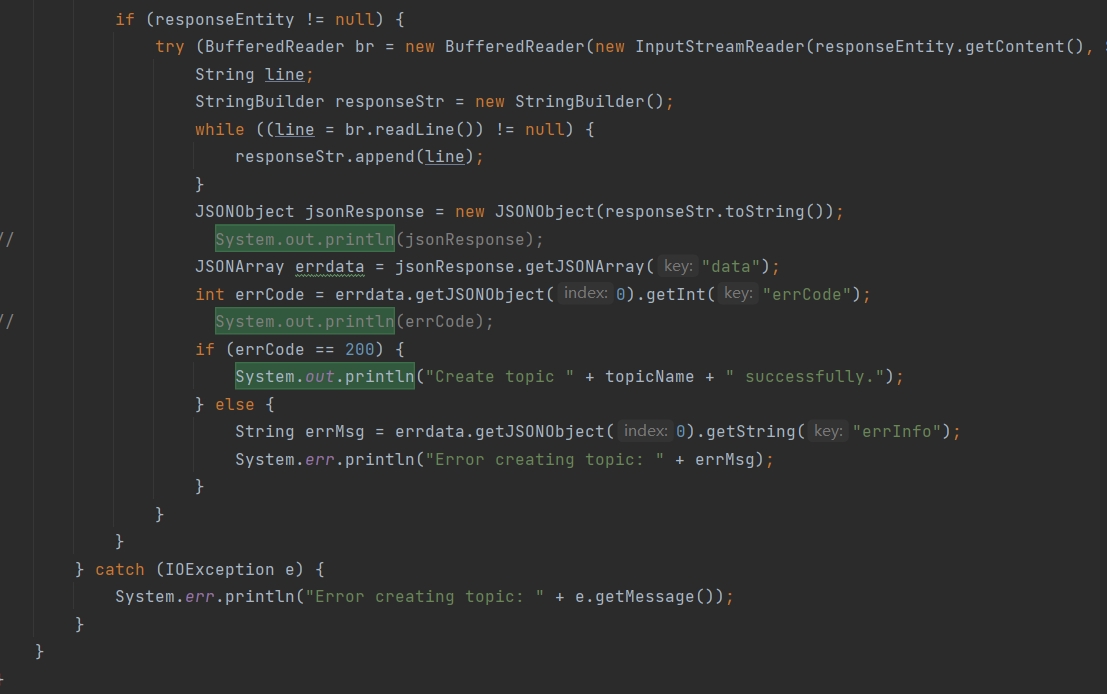 if (responseEntity != null) {
try (BufferedReader br = new BufferedReader(new InputStreamReader(responseEntity.getContent(),
String line;
StringBuilder responseStr = new StringBuilder();
while ((line = br.readLine()) != null) {
responseStr.append(line);
}
JSONObject jsonResponse = new JSONObject(responseStr.toString());
// System.out.println(jsonResponse);
JSONArray errdata = jsonResponse.getJSONArray( key: "data");
int errCode = errdata.getJSONObject( index: 0).getInt( key: "errCode");
// System.out.println(errCode);
if (errCode == 200) {
System.out.println("Create topic " + topicName + " successfully.");
} else {
String errMsg = errdata.getJSONObject( index: 0).getString( key: "errInfo");
System.err.println("Error creating topic: " + errMsg);
}
}
}
} catch (IOException e) {
System.err.println("Error creating topic: " + e.getMessage());
}
}